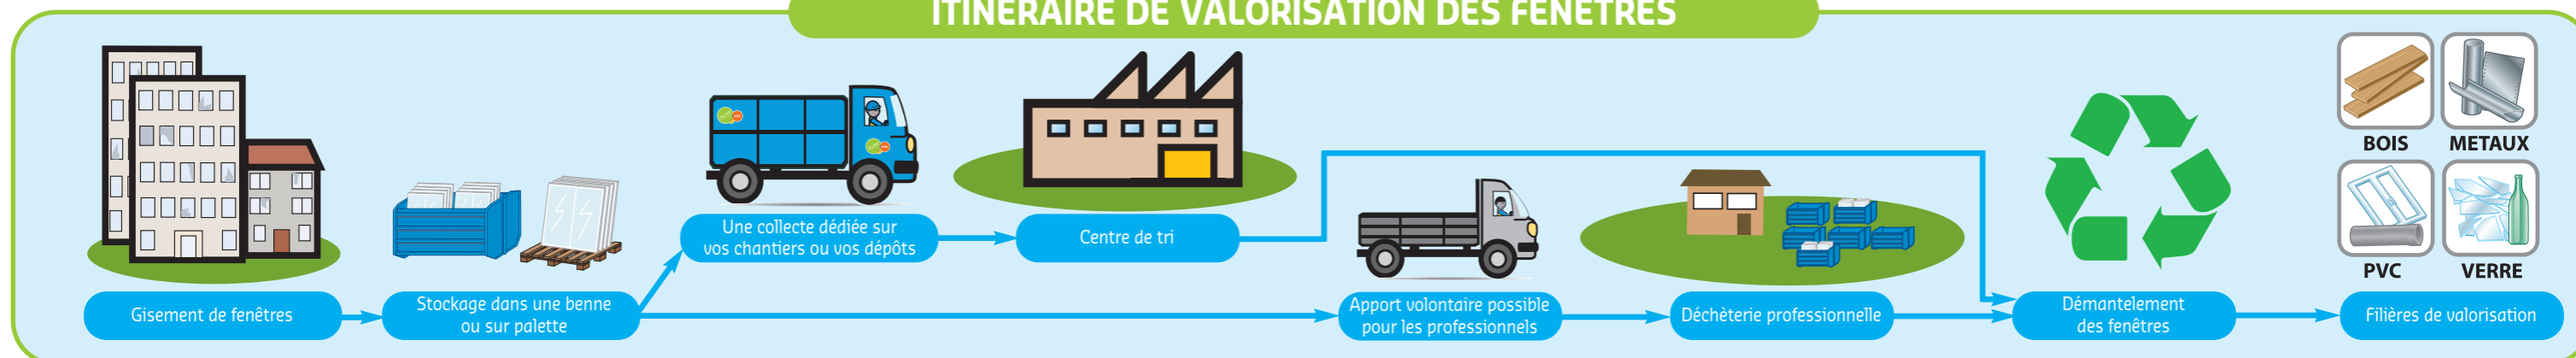 ITINÉRAIRE DE VALORISATION DES FENÊTRES
Gisement de fenêtres
Stockage dans une benne
ou sur palette
Une collecte dédiée sur
vos chantiers ou vos dépôts
Centre de tri
Apport volontaire possible
pour les professionnels
Déchèterie professionnelle
Démantelement
des fenêtres
BOIS
METAUX
PVC
VERRE
Filières de valorisation